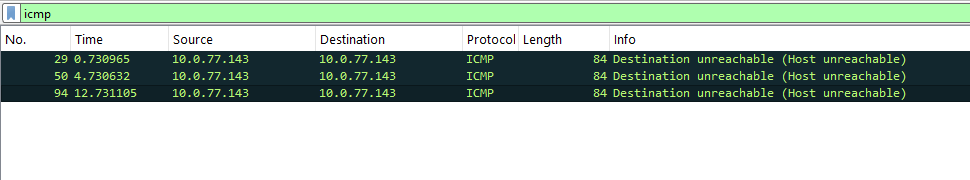 icmp
No. Time Source Destination Protocol Length Info
29 0.730965 10.0.77.143 10.0.77.143 ICMP 84 Destination unreachable (Host unreachable)
50 4.730632 10.0.77.143 10.0.77.143 ICMP 84 Destination unreachable (Host unreachable)
94 12.731105 10.0.77.143 10.0.77.143 ICMP 84 Destination unreachable (Host unreachable)